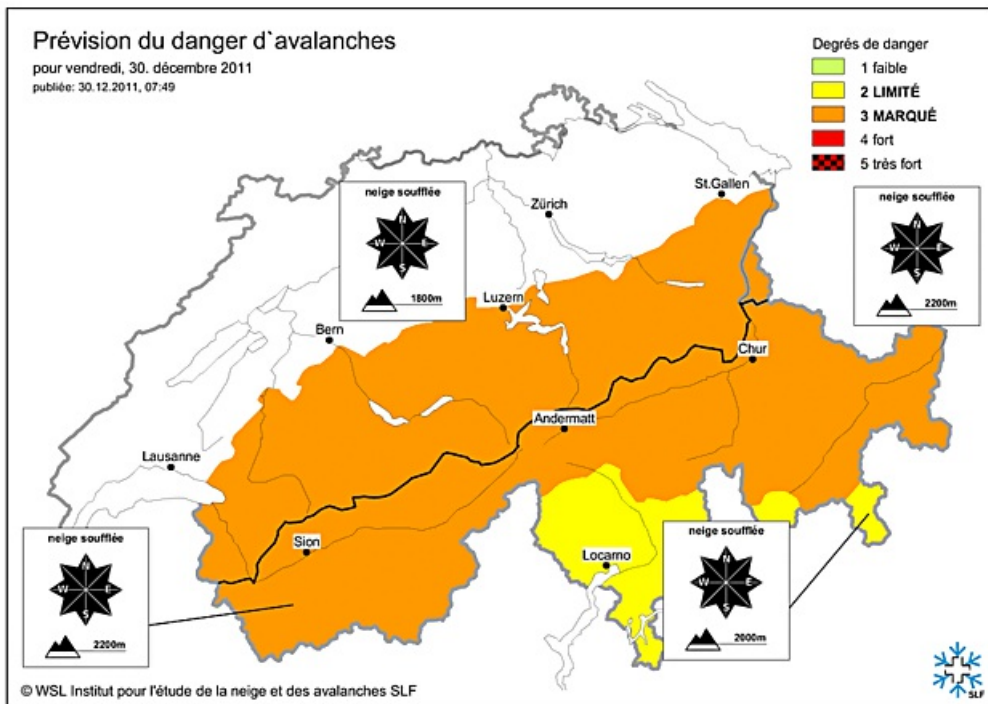 Prévision du danger d`avalanches
pour vendredi, 30. décembre 2011
publiée: 30.12.2011, 07:49
Degrés de danger
1 faible
2 LIMITÉ
3 MARQUÉ
4 fort
5 très fort
neige soufflée
N
W E
S
1800m
St.Gallen
Zürich
neige soufflée
N
W E
S
2200m
Luzern
Bern
Chur
Andermatt
Lausanne
neige soufflée
N
W E
S
2200m
Sion
Locarno
neige soufflée
N
W E
S
2000m
© WSL Institut pour l'étude de la neige et des avalanches SLF
SLF